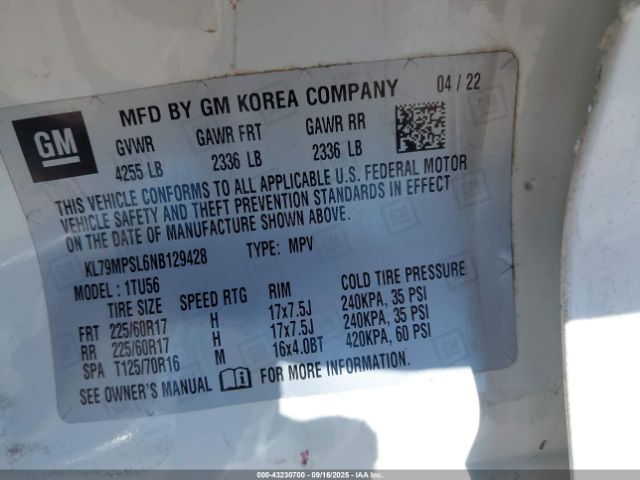 GM
MFD BY GM KOREA COMPANY 04 / 22
GVWR GAWR FRT GAWR RR
4255 LB 2336 LB 2336 LB
THIS VEHICLE CONFORMS TO ALL APPLICABLE U.S. FEDERAL MOTOR
VEHICLE SAFETY AND THEFT PREVENTION STANDARDS IN EFFECT
ON THE DATE OF MANUFACTURE SHOWN ABOVE.
KL79MPSL6NB129428 TYPE: MPV
MODEL: 1TU56
TIRE SIZE SPEED RTG RIM COLD TIRE PRESSURE
FRT 225/60R17 H 17x7.5J 240KPA, 35 PSI
RR 225/60R17 H 17x7.5J 240KPA, 35 PSI
SPA T125/70R16 M 16x4.0BT 420KPA, 60 PSI
SEE OWNER'S MANUAL FOR MORE INFORMATION.
000-43230700 - 09/16/2025 - IAAI.COM